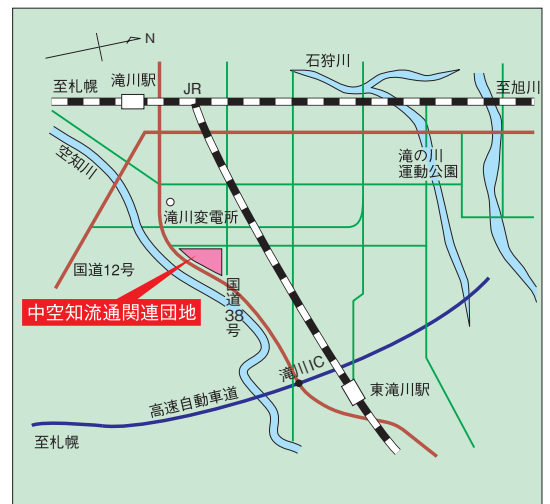 N
石狩川
至札幌
滝川駅
JR
至旭川
空知川
滝の川
運動公園
滝川変電所
国道12号
国道38号
中空知流通関連団地
滝川IC
東滝川駅
高速自動車道
至札幌